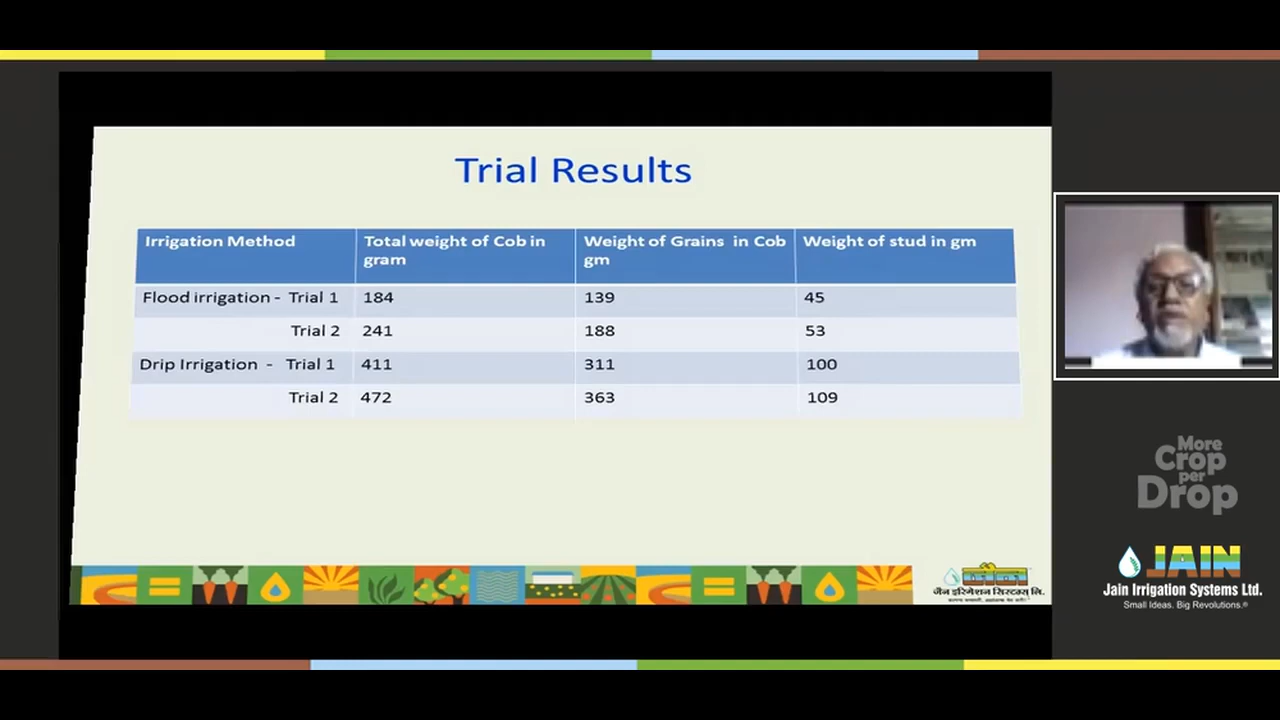 Trial Results
Irrigation Method
Total weight of Cob in gram
Weight of Grains in Cob gm
Weight of stud in gm
Flood irrigation - Trial 1 184 139 45
Trial 2 241 188 53
Drip Irrigation - Trial 1 411 311 100
Trial 2 472 363 109
जैन इरिगेशन सिस्टिम्स् लि.
More
Crop
per
Drop
JAIN
Jain Irrigation Systems Ltd.
Small Ideas. Big Revolutions.®